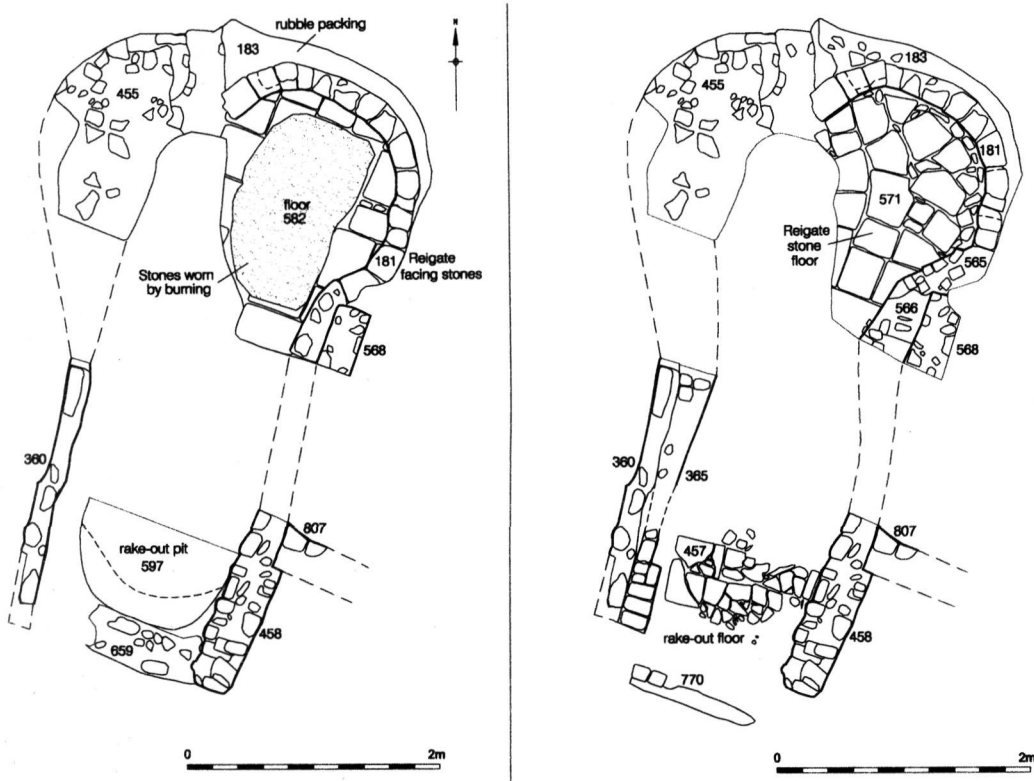 rubble packing
N
183
455
floor
582
Stones worn
by burning
181
Reigate
facing stones
568
360
rake-out pit
597
807
659
458
0
2m
183
455
181
571
Reigate
stone
floor
565
566
568
360
365
807
457
458
rake-out floor
770
0
2m